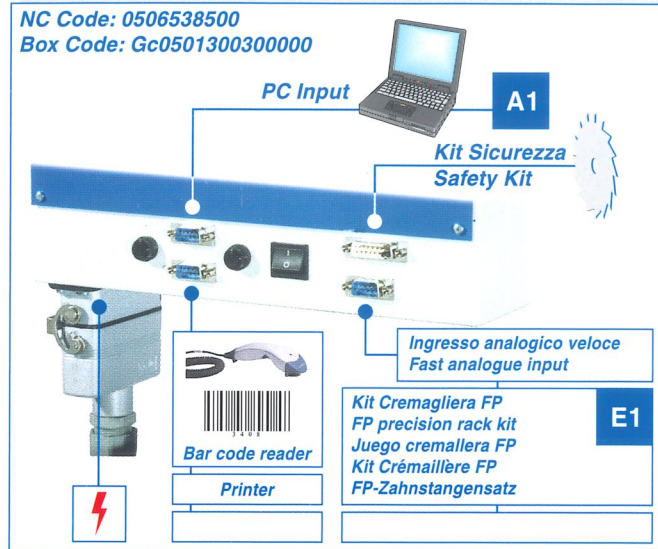 NC Code: 0506538500
Box Code: Gc0501300300000
PC Input
A1
Kit Sicurezza
Safety Kit
I
O
Ingresso analogico veloce
Fast analogue input
3408
Bar code reader
Printer
Kit Cremagliera FP
FP precision rack kit
Juego cremallera FP
Kit Crémaillère FP
FP-Zahnstangensatz
E1